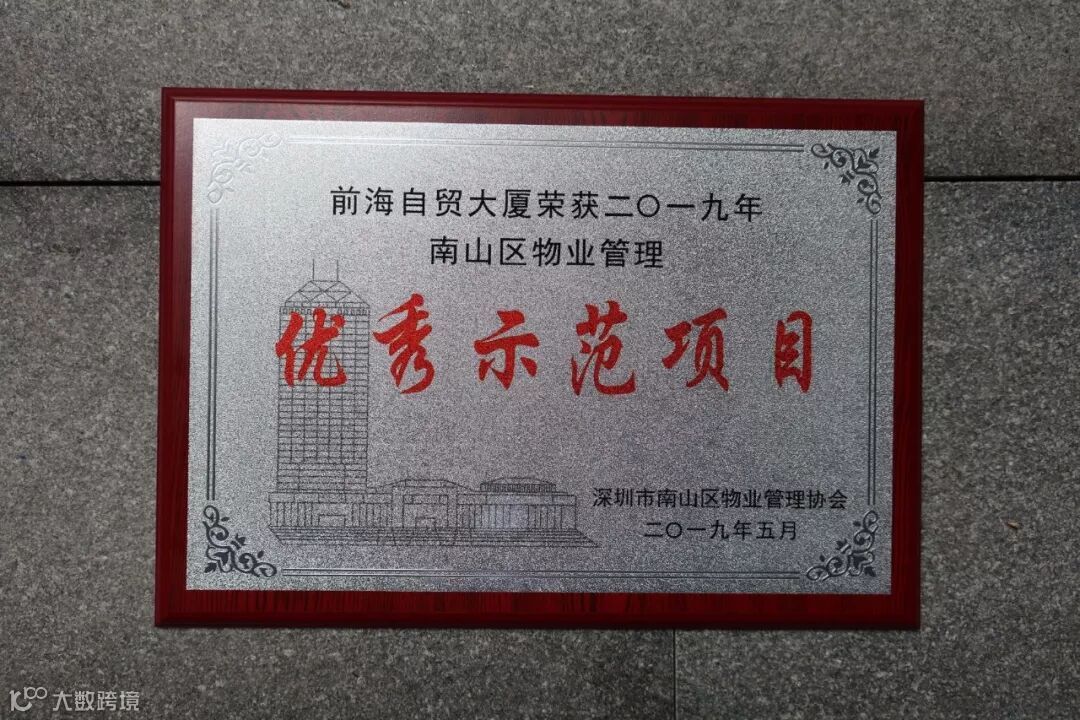 前海自贸大厦荣获二〇一九年
南山区物业管理
优秀示范项目
深圳市南山区物业管理协会
二〇一九年五月
大数跨境